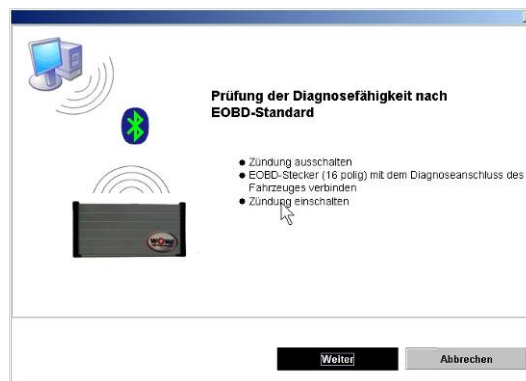 Prüfung der Diagnosefähigkeit nach
EOBD-Standard
● Zündung ausschalten
● EOBD-Stecker (16 polig) mit dem Diagnoseanschluss des
Fahrzeuges verbinden
● Zündung einschalten
WOW!
Weiter
Abbrechen